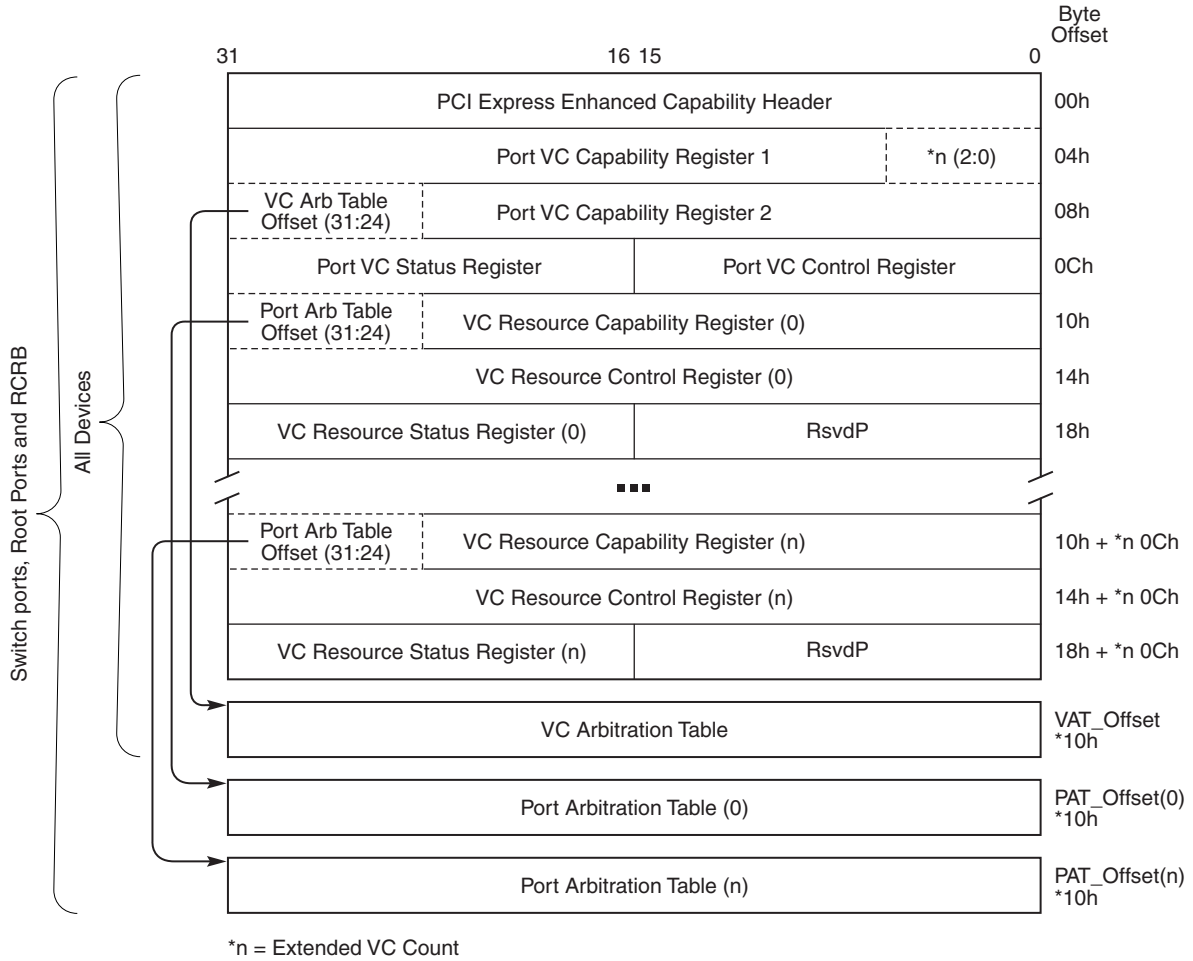 Byte
Offset
31 16 15 0
PCI Express Enhanced Capability Header 00h
Port VC Capability Register 1 *n (2:0) 04h
VC Arb Table
Offset (31:24)
Port VC Capability Register 2 08h
Port VC Status Register Port VC Control Register 0Ch
Port Arb Table
Offset (31:24)
VC Resource Capability Register (0) 10h
VC Resource Control Register (0) 14h
VC Resource Status Register (0) RsvdP 18h
...
Port Arb Table
Offset (31:24)
VC Resource Capability Register (n) 10h + *n 0Ch
VC Resource Control Register (n) 14h + *n 0Ch
VC Resource Status Register (n) RsvdP 18h + *n 0Ch
VC Arbitration Table
VAT_Offset
*10h
Port Arbitration Table (0)
PAT_Offset(0)
*10h
Port Arbitration Table (n)
PAT_Offset(n)
*10h
Switch ports, Root Ports and RCRB
All Devices
*n = Extended VC Count